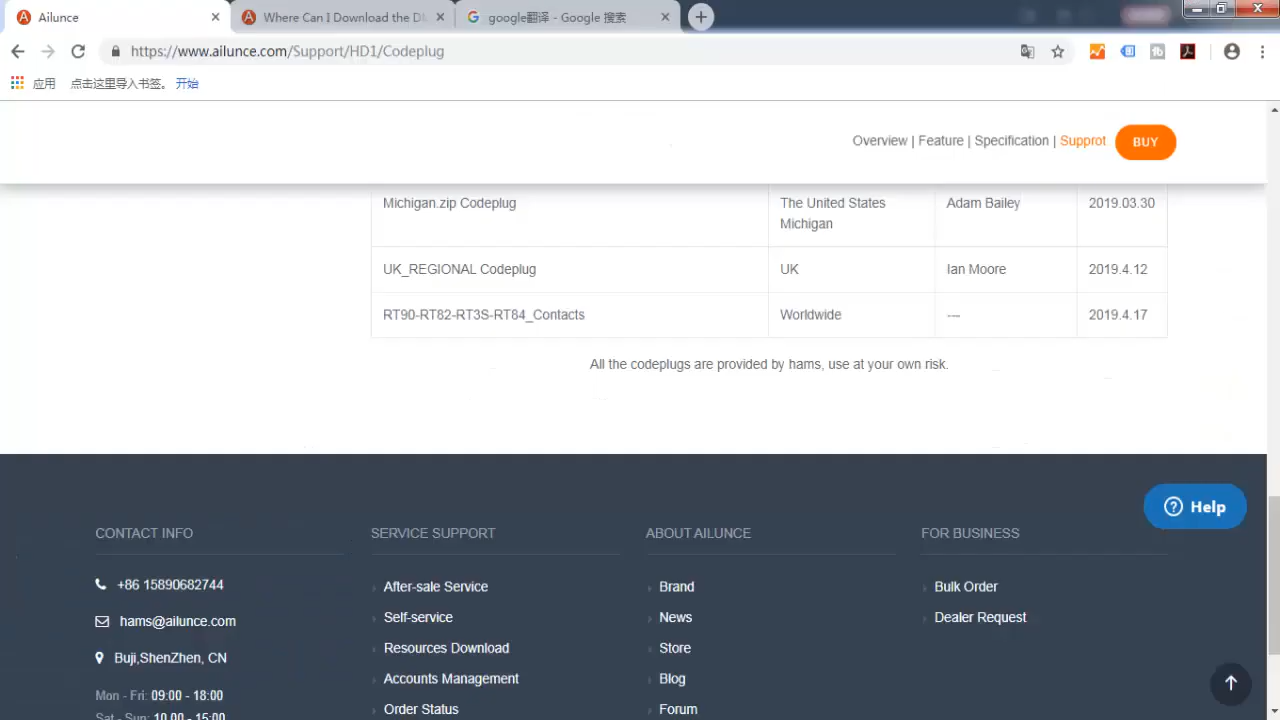 Ailunce
Where Can I Download the DM
google翻译 - Google 搜索
https://www.ailunce.com/Support/HD1/Codeplug
应用
点击这里导入书签。
开始
Overview | Feature | Specification | Supprot
BUY
Michigan.zip Codeplug
The United States
Michigan
Adam Bailey
2019.03.30
UK_REGIONAL Codeplug
UK
Ian Moore
2019.4.12
RT90-RT82-RT3S-RT84_Contacts
Worldwide
---
2019.4.17
All the codeplugs are provided by hams, use at your own risk.
Help
CONTACT INFO
+86 15890682744
hams@ailunce.com
Buji,ShenZhen, CN
Mon - Fri: 09:00 - 18:00
Sat - Sun: 10:00 - 15:00
SERVICE SUPPORT
After-sale Service
Self-service
Resources Download
Accounts Management
Order Status
ABOUT AILUNCE
Brand
News
Store
Blog
Forum
FOR BUSINESS
Bulk Order
Dealer Request